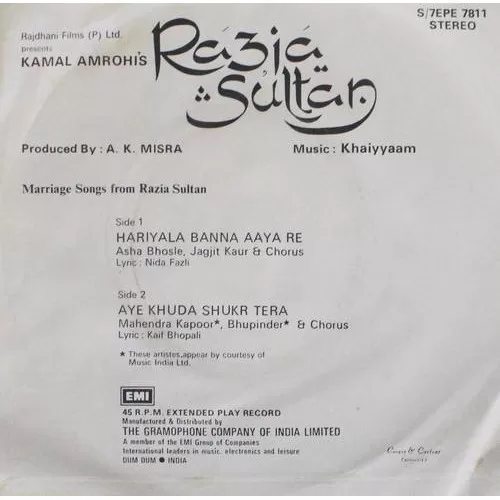 Rajdhani Films (P) Ltd.
presents
KAMAL AMROHI'S
Razia Sultan
S/7EPE 7811
STEREO
Produced By : A. K. MISRA
Music : Khaiyyaam
Marriage Songs from Razia Sultan
Side 1
HARIYALA BANNA AAYA RE
Asha Bhosle, Jagjit Kaur & Chorus
Lyric : Nida Fazli
Side 2
AYE KHUDA SHUKR TERA
Mahendra Kapoor*, Bhupinder* & Chorus
Lyric : Kaif Bhopali
* These artistes appear by courtesy of
Music India Ltd.
EMI
45 R.P.M. EXTENDED PLAY RECORD
Manufactured & Distributed by
THE GRAMOPHONE COMPANY OF INDIA LIMITED
A member of the EMI Group of Companies
International leaders in music, electronics and leisure
DUM DUM ● INDIA